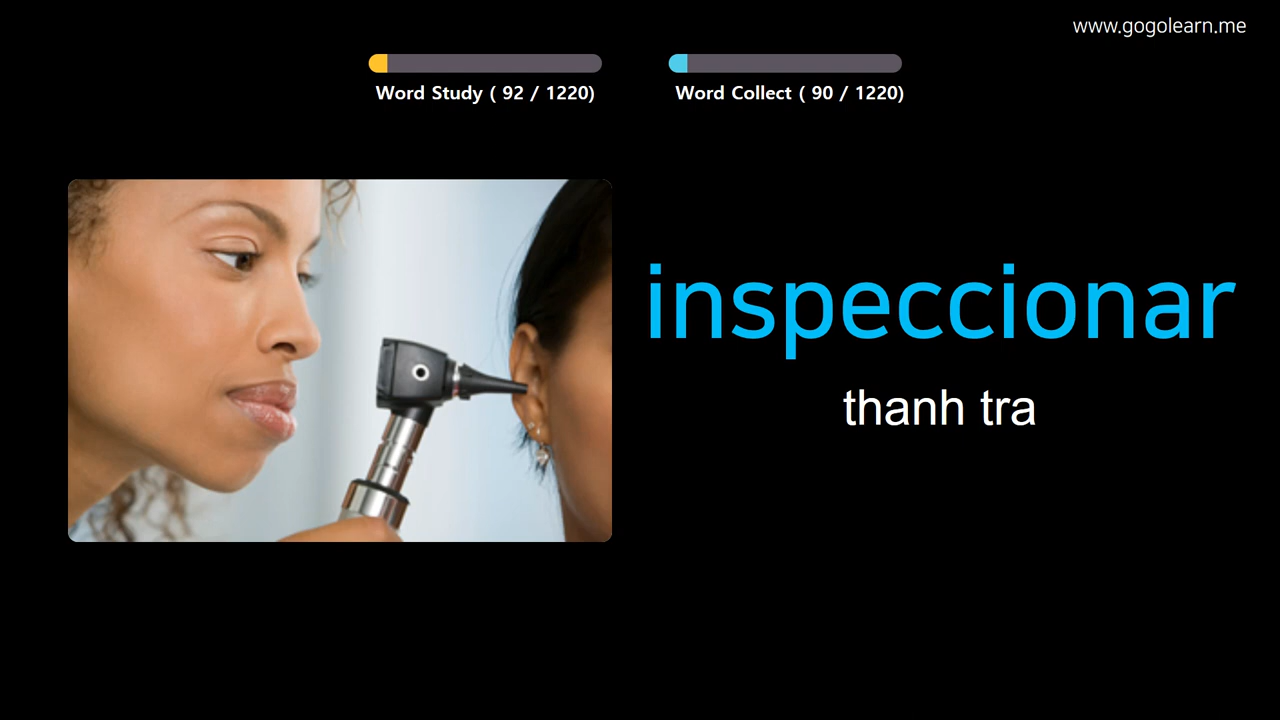 www.gogolearn.me
Word Study ( 92 / 1220)
Word Collect ( 90 / 1220)
inspeccionar
thanh tra